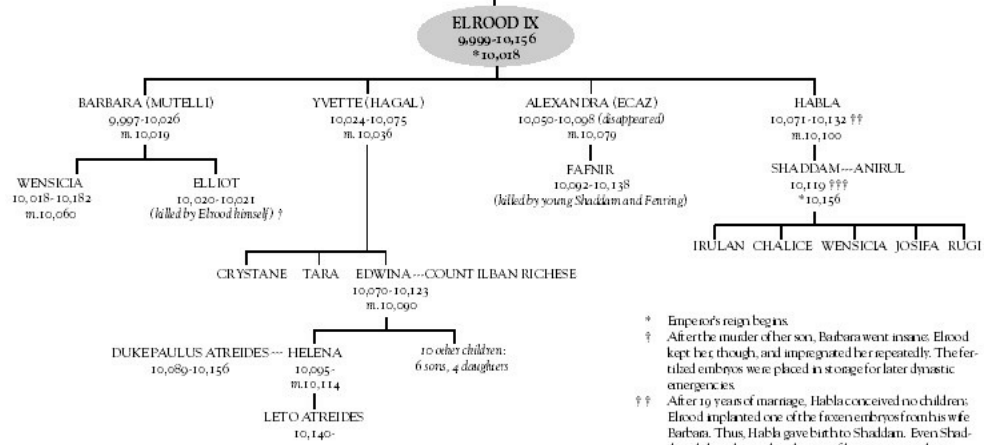 ELROOD IX
9,999-10,156
*10,018
BARBARA (MUTELLI)
9,997-10,026
m. 10,019
YVETTE (HAGAL)
10,024-10,075
m. 10,036
ALEXANDRA (ECAZ)
10,050-10,098 (disappeared)
m.10,079
HABLA
10,071-10,132 ††
m.10,100
WENSICIA
10,018-10,182
m.10,060
ELLIOT
10,020-10,021
(killed by Elrood himself) †
FAFNIR
10,092-10,138
(killed by young Shaddam and Fenring)
SHADDAM---ANIRUL
10,119 †††
*10,156
IRULAN CHALICE WENSICIA JOSIFA RUGI
CRYSTANE TARA EDWINA---COUNT ILBAN RICHESE
10,070-10,123
m.10,090
DUKE PAULUS ATREIDES --- HELENA
10,089-10,156
10,095-
m.10,114
10 other children:
6 sons, 4 daughters
LETO ATREIDES
10,140-
* Emperor's reign begins.
† After the murder of her son, Barbara went insane; Elrood
kept her, though, and impregnated her repeatedly. The fer-
tilized embryos were placed in storage for later dynastic
emergencies.
†† After 19 years of marriage, Habla conceived no children;
Elrood implanted one of the frozen embryos from his wife
Barbara. Thus, Habla gave birth to Shaddam. Even Shad-